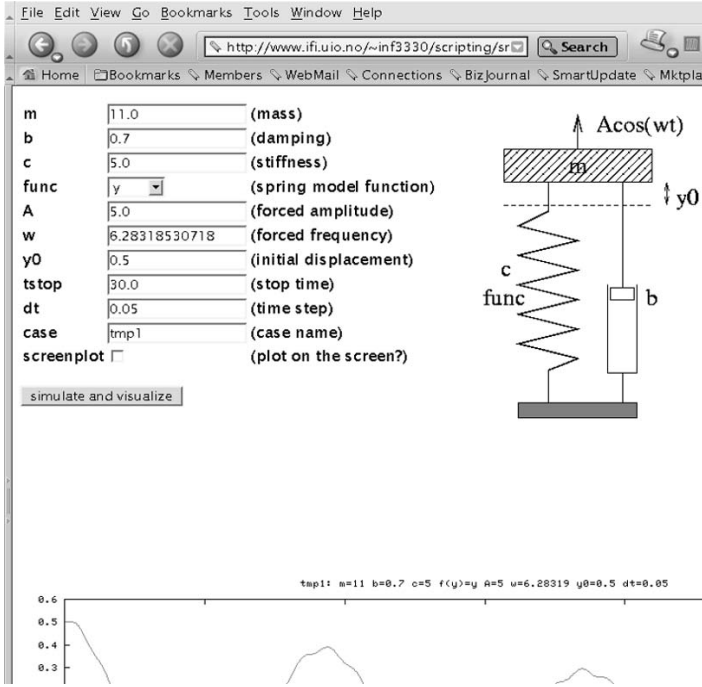 File Edit View Go Bookmarks Tools Window Help
http://www.ifi.uio.no/~inf3330/scripting/sr Search
Home Bookmarks Members WebMail Connections BizJournal SmartUpdate Mktpla
m 11.0 (mass)
b 0.7 (damping)
c 5.0 (stiffness)
func y (spring model function)
A 5.0 (forced amplitude)
w 6.28318530718 (forced frequency)
y0 0.5 (initial displacement)
tstop 30.0 (stop time)
dt 0.05 (time step)
case tmp1 (case name)
screenplot (plot on the screen?)
simulate and visualize
Acos(wt)
m
y0
c
func
b
tmp1: m=11 b=0.7 c=5 f(y)=y A=5 w=6.28319 y0=0.5 dt=0.05
0.6
0.5
0.4
0.3